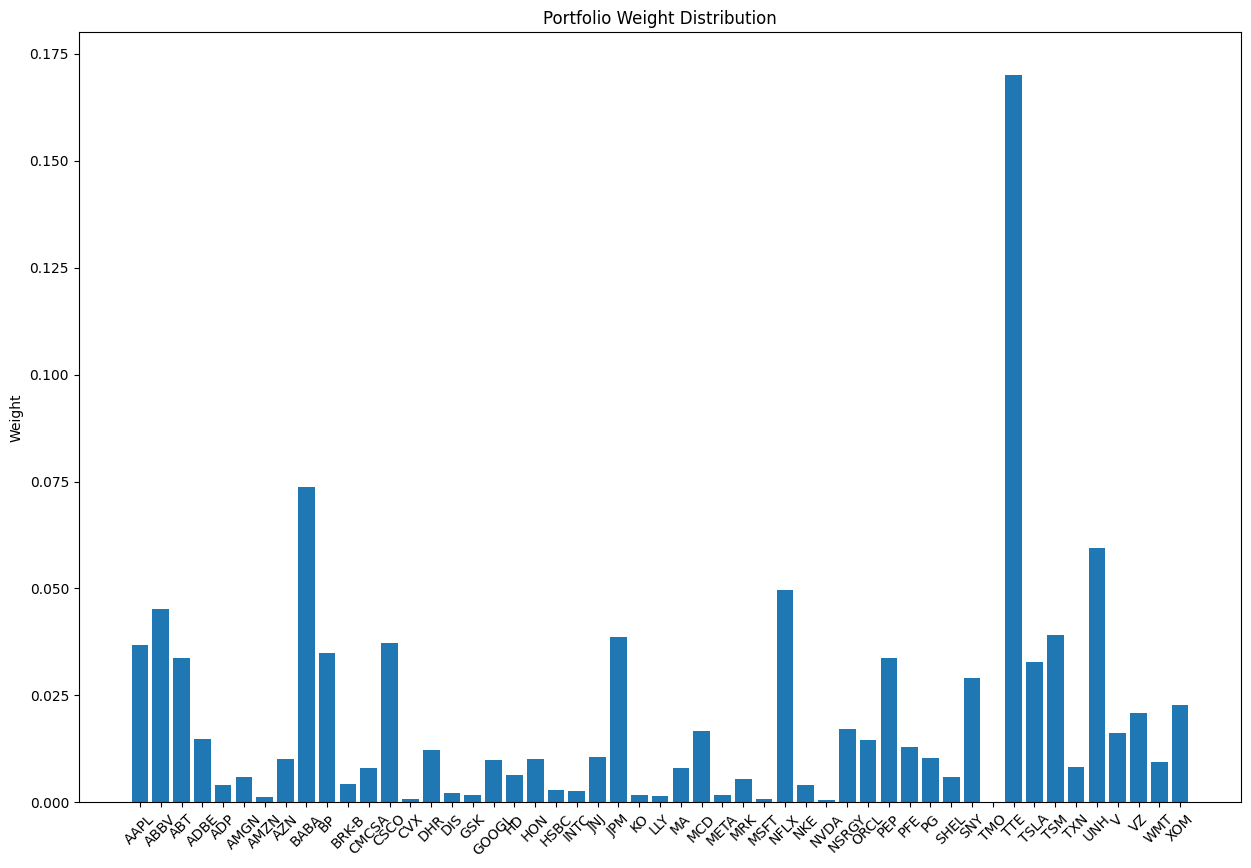 Portfolio Weight Distribution
0.175
0.150
0.125
0.100
0.075
0.050
0.025
0.000
Weight
AAPL
ABBV
ABT
ADBE
ADP
AMGN
AMZN
AZN
BABA
BP
BRK-B
CMCSA
CSCO
CVX
DHR
DIS
GSK
GOOGL
HD
HON
HSBC
INTC
JNJ
JPM
KO
LLY
MA
MCD
META
MRK
MSFT
NFLX
NKE
NVDA
NSRGY
ORCL
PEP
PFE
PG
SHEL
SNY
TMO
TTE
TSLA
TSM
TXN
UNH
V
VZ
WMT
XOM